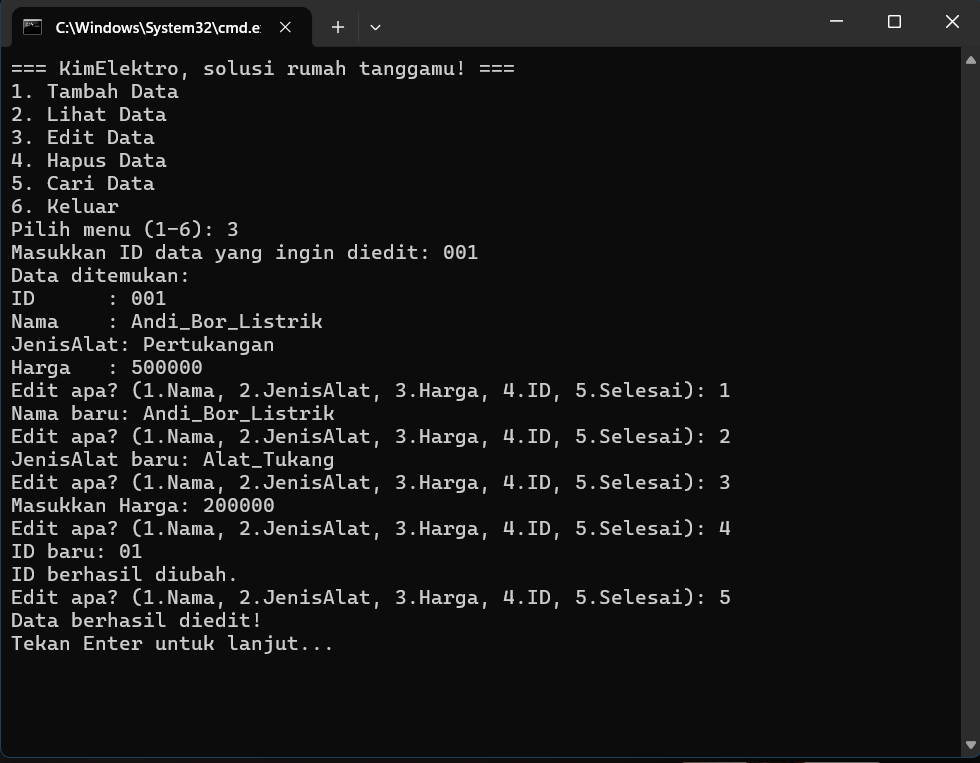 C:\Windows\System32\cmd.e
=== KimElektro, solusi rumah tanggamu! ===
1. Tambah Data
2. Lihat Data
3. Edit Data
4. Hapus Data
5. Cari Data
6. Keluar
Pilih menu (1-6): 3
Masukkan ID data yang ingin diedit: 001
Data ditemukan:
ID      : 001
Nama    : Andi_Bor_Listrik
JenisAlat: Pertukangan
Harga   : 500000
Edit apa? (1.Nama, 2.JenisAlat, 3.Harga, 4.ID, 5.Selesai): 1
Nama baru: Andi_Bor_Listrik
Edit apa? (1.Nama, 2.JenisAlat, 3.Harga, 4.ID, 5.Selesai): 2
JenisAlat baru: Alat_Tukang
Edit apa? (1.Nama, 2.JenisAlat, 3.Harga, 4.ID, 5.Selesai): 3
Masukkan Harga: 200000
Edit apa? (1.Nama, 2.JenisAlat, 3.Harga, 4.ID, 5.Selesai): 4
ID baru: 01
ID berhasil diubah.
Edit apa? (1.Nama, 2.JenisAlat, 3.Harga, 4.ID, 5.Selesai): 5
Data berhasil diedit!
Tekan Enter untuk lanjut...